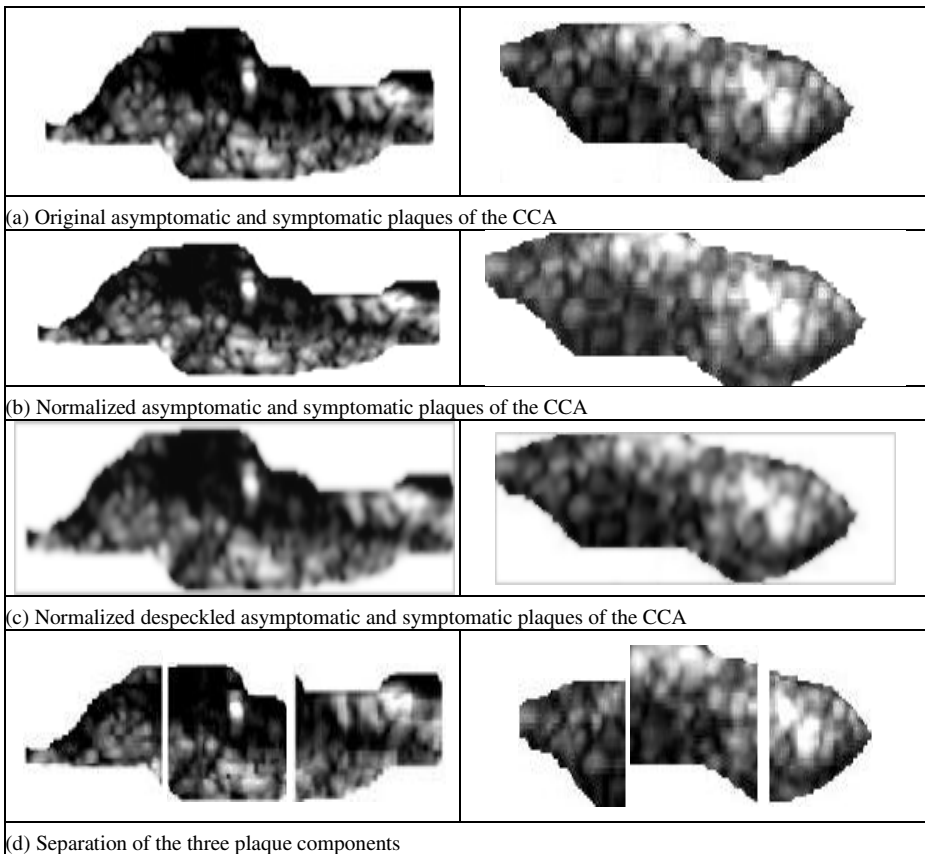 (a) Original asymptomatic and symptomatic plaques of the CCA
(b) Normalized asymptomatic and symptomatic plaques of the CCA
(c) Normalized despeckled asymptomatic and symptomatic plaques of the CCA
(d) Separation of the three plaque components